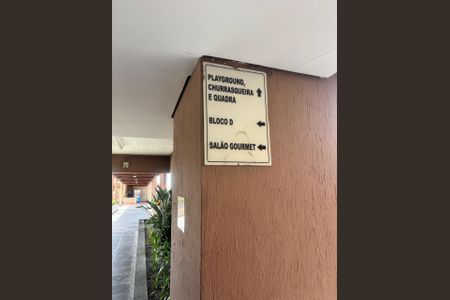 PLAYGROUND,
CHURRASQUEIRA
E QUADRA
BLOCO D
SALÃO GOURMET